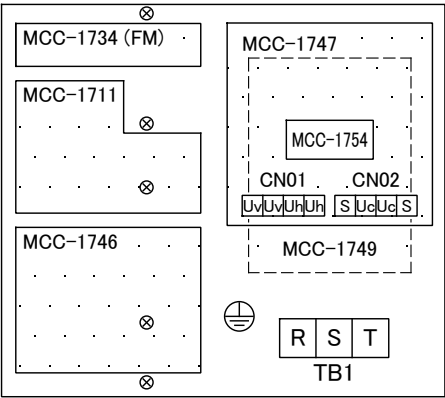 MCC-1734 (FM)
MCC-1711
MCC-1746
MCC-1747
MCC-1754
CN01 CN02
Uv Uv Uh Uh S Uc Uc S
MCC-1749
R S T
TB1